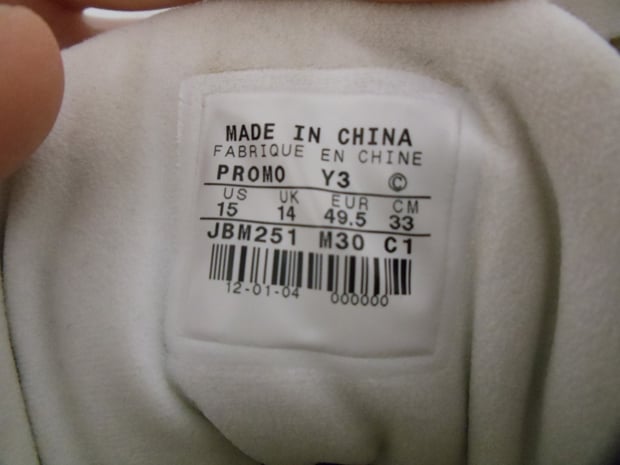 MADE IN CHINA
FABRIQUE EN CHINE
PROMO Y3 ©
US UK EUR CM
15 14 49.5 33
JBM251 M30 C1
12-01-04 000000